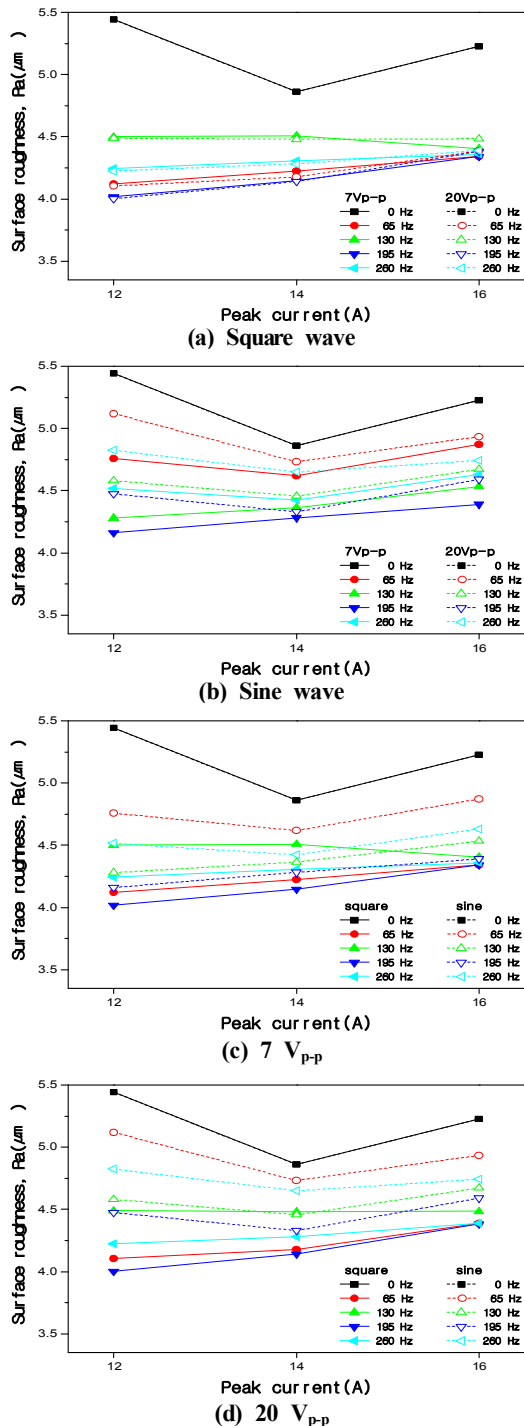 5.5
5.0
4.5
4.0
3.5
Surface roughness, Ra(μm )
7Vp-p 20Vp-p
0 Hz 0 Hz
65 Hz 65 Hz
130 Hz 130 Hz
195 Hz 195 Hz
260 Hz 260 Hz
12 14 16
Peak current(A)
(a) Square wave
5.5
5.0
4.5
4.0
3.5
Surface roughness, Ra(μm )
7Vp-p 20Vp-p
0 Hz 0 Hz
65 Hz 65 Hz
130 Hz 130 Hz
195 Hz 195 Hz
260 Hz 260 Hz
12 14 16
Peak current(A)
(b) Sine wave
5.5
5.0
4.5
4.0
3.5
Surface roughness, Ra(μm )
square sine
0 Hz 0 Hz
65 Hz 65 Hz
130 Hz 130 Hz
195 Hz 195 Hz
260 Hz 260 Hz
12 14 16
Peak current(A)
(c) 7 Vp-p
5.5
5.0
4.5
4.0
3.5
Surface roughness, Ra(μm )
square sine
0 Hz 0 Hz
65 Hz 65 Hz
130 Hz 130 Hz
195 Hz 195 Hz
260 Hz 260 Hz
12 14 16
Peak current(A)
(d) 20 Vp-p